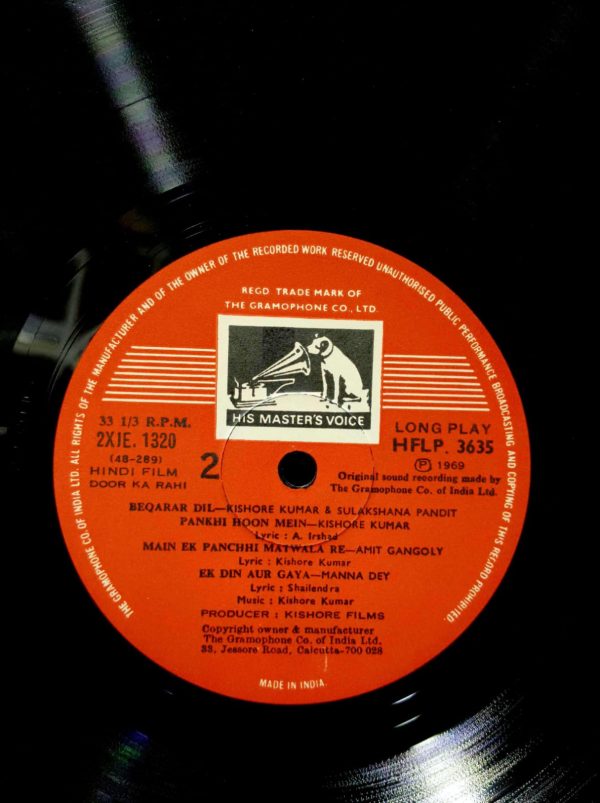 THE GRAMOPHONE CO. OF INDIA LTD. ALL RIGHTS OF THE MANUFACTURER AND OF THE OWNER OF THE RECORDED WORK RESERVED UNAUTHORISED PUBLIC PERFORMANCE BROADCASTING AND COPYING OF THIS RECORD PROHIBITED.
REGD. TRADE MARK OF
THE GRAMOPHONE CO., LTD.
HIS MASTER'S VOICE
33 1/3 R.P.M.
2XJE. 1320
(48-289)
HINDI FILM
DOOR KA RAHI
2
LONG PLAY
HFLP. 3635
Ⓟ 1969
Original sound recording made by
The Gramophone Co. of India Ltd.
BEQARAR DIL—KISHORE KUMAR & SULAKSHANA PANDIT
PANKHI HOON MEIN—KISHORE KUMAR
Lyric : A. Irshad
MAIN EK PANCHHI MATWALA RE—AMIT GANGOLY
Lyric : Kishore Kumar
EK DIN AUR GAYA—MANNA DEY
Lyric : Shailendra
Music : Kishore Kumar
PRODUCER : KISHORE FILMS
Copyright owner & manufacturer
The Gramophone Co. of India Ltd.
33, Jessore Road, Calcutta-700 028
MADE IN INDIA.